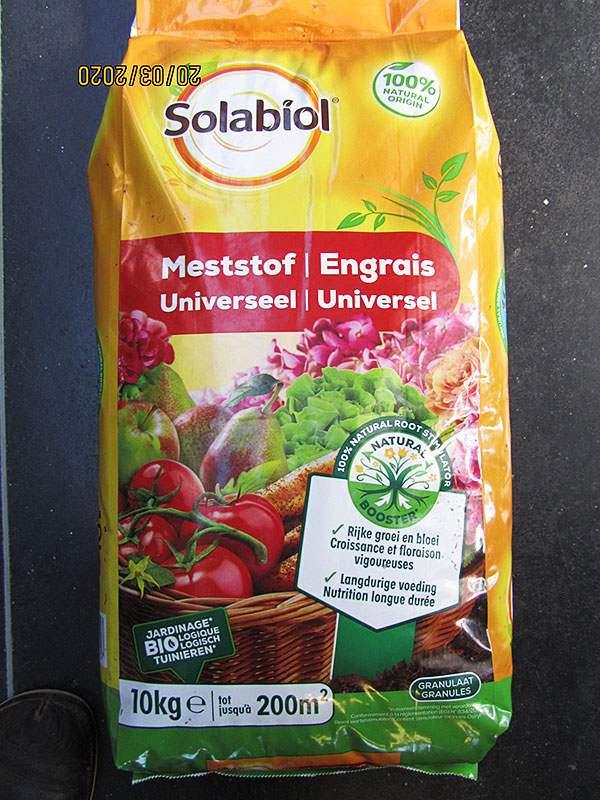 20/03/2020
Solabiol®
100%
NATURAL
ORIGIN
Meststof | Engrais
Universeel | Universel
100% NATURAL ROOT STIMULATOR
NATURAL
BOOSTER*
✓ Rijke groei en bloei
Croissance et floraison
vigoureuses
✓ Langdurige voeding
Nutrition longue durée
JARDINAGE*
BIOLOGIQUE
LOGISCH
TUINIEREN*
10kg e | tot
jusqu'à 200m²
GRANULAAT
GRANULES